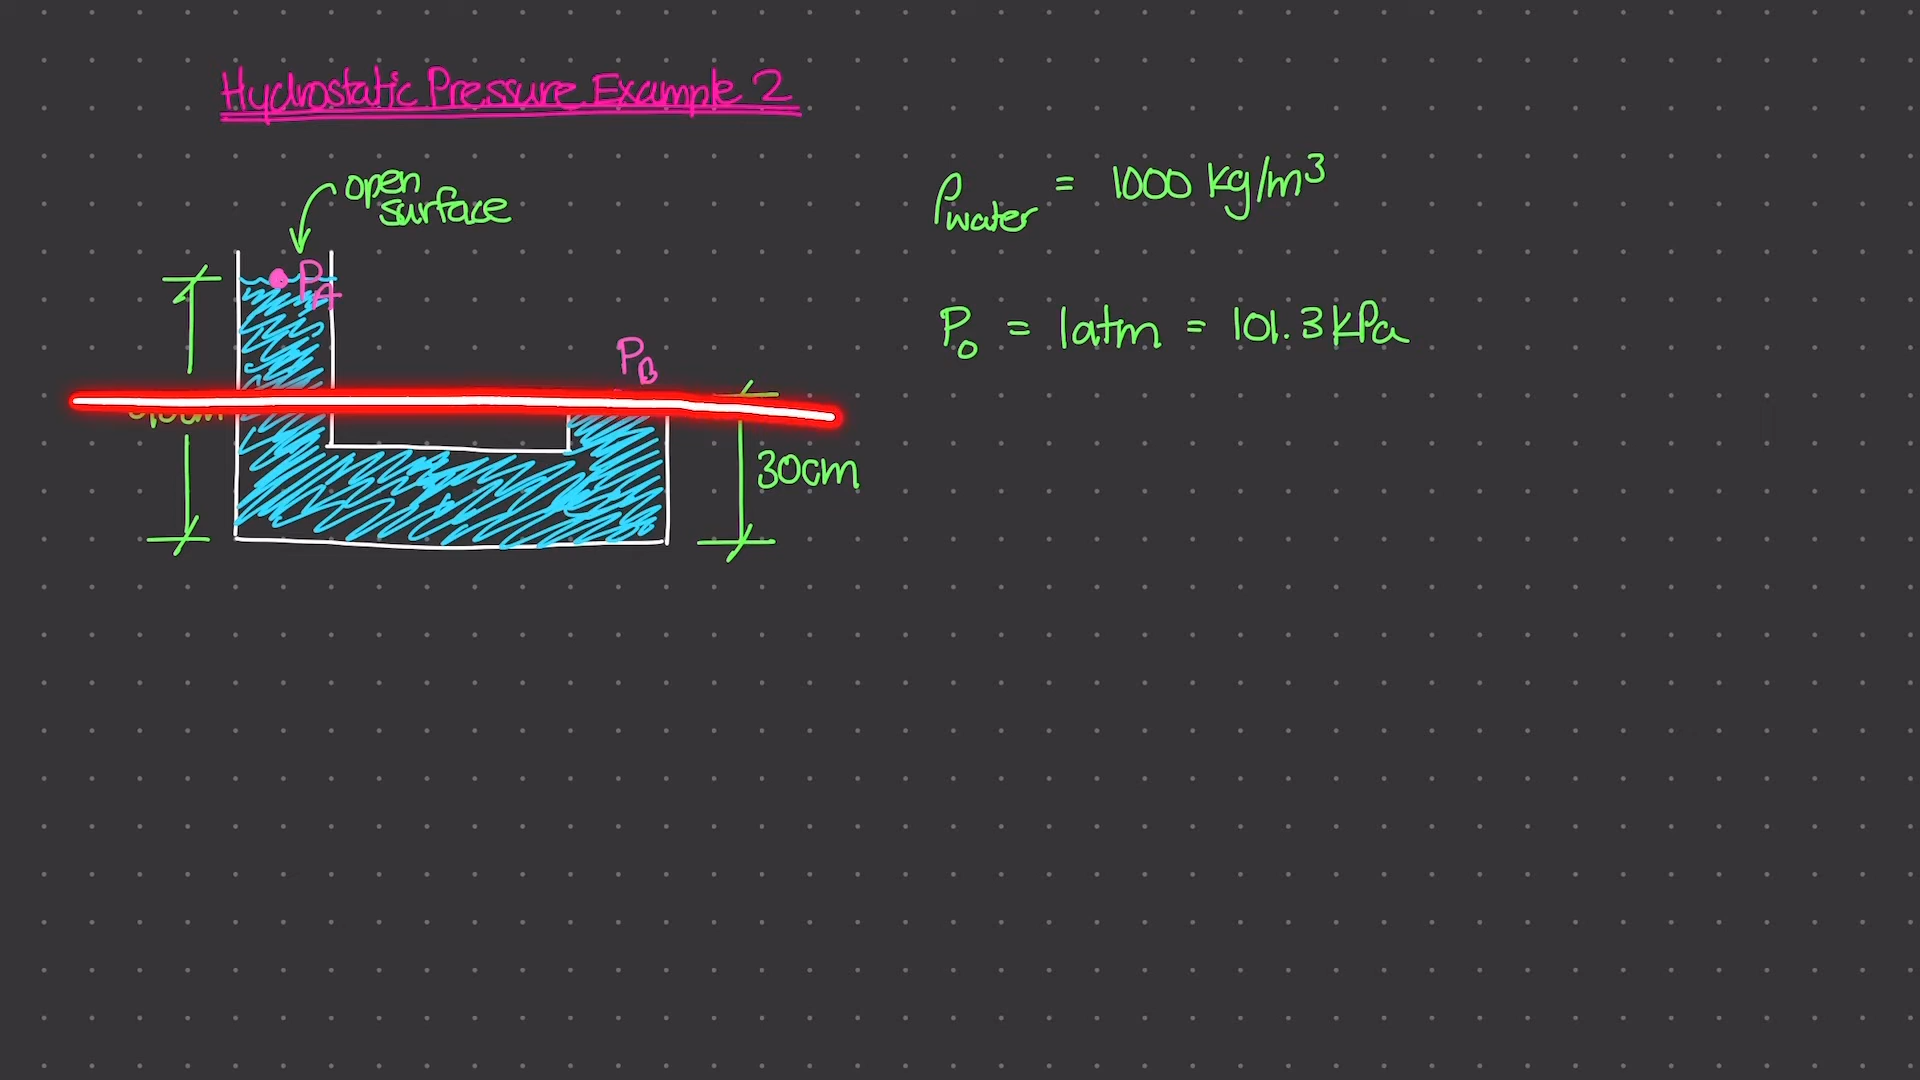 Hydrostatic Pressure Example 2
open
surface
P_A
P_B
30cm
ρ_water = 1000 kg/m³
P_0 = 1atm = 101.3 kPa